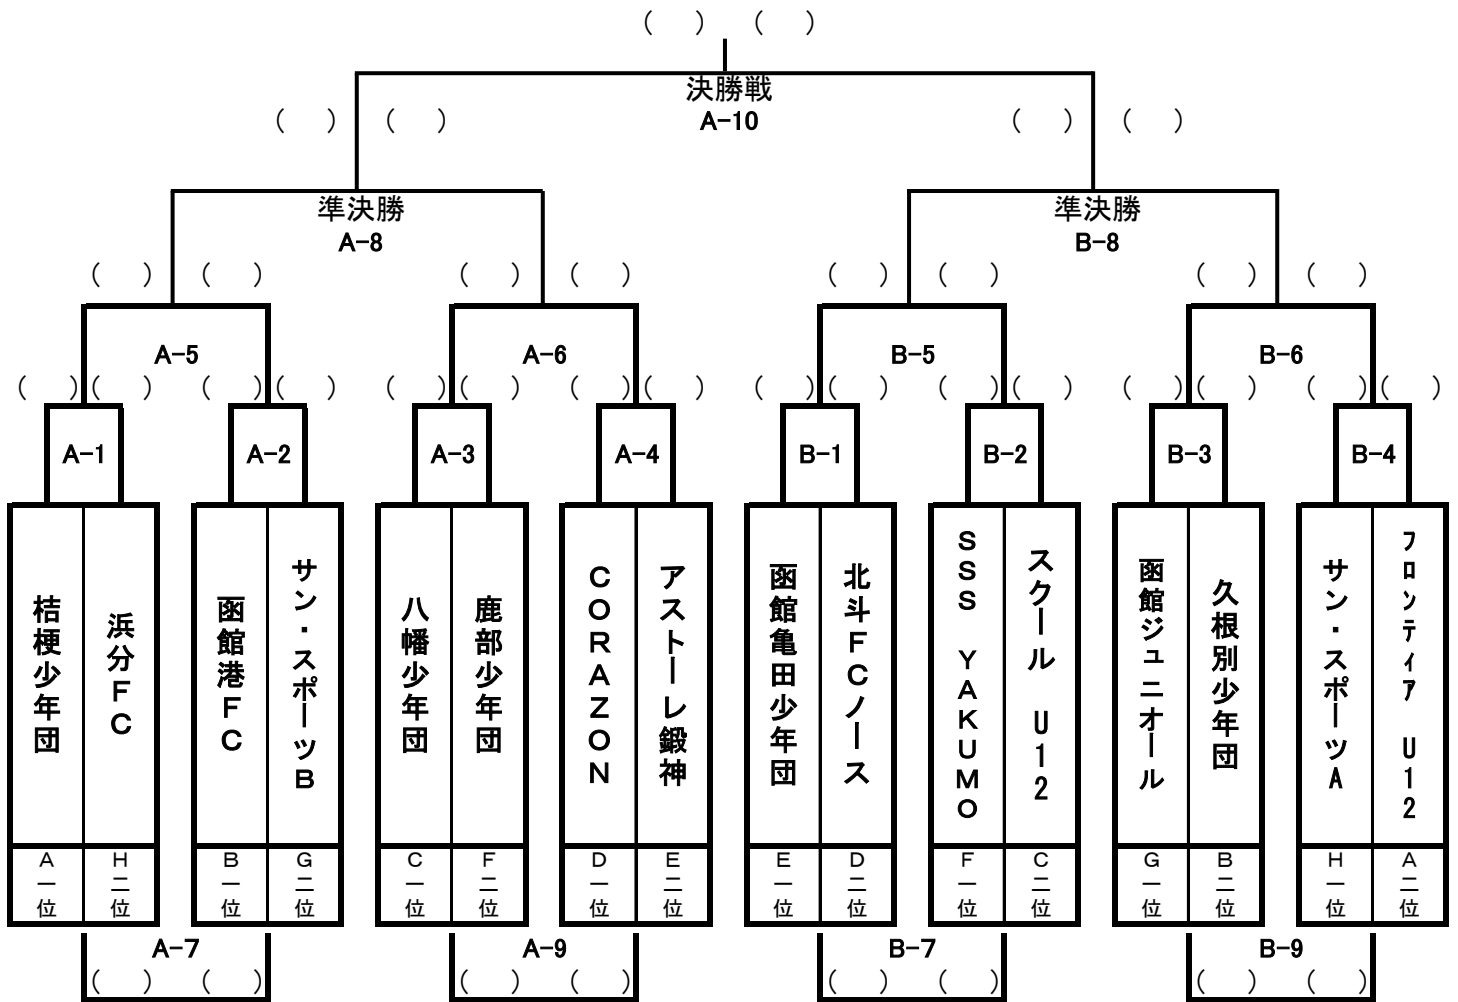 ( ) ( )
決勝戦
A-10
( ) ( ) ( ) ( )
準決勝 準決勝
A-8 B-8
( ) ( ) ( ) ( ) ( ) ( ) ( ) ( )
A-5 A-6 B-5 B-6
( ) ( ) ( ) ( ) ( ) ( ) ( ) ( ) ( ) ( ) ( ) ( ) ( ) ( ) ( ) ( )
A-1 A-2 A-3 A-4 B-1 B-2 B-3 B-4
桔梗少年団
浜分FC
函館港FC
サン・スポーツB
八幡少年団
鹿部少年団
CORAZON
アストーレ鍛神
函館亀田少年団
北斗FCノース
SSS YAKUMO
スクール U12
函館ジュニオール
久根別少年団
サン・スポーツA
フロンティア U12
A一位
H二位
B一位
G二位
C一位
F二位
D一位
E二位
E一位
D二位
F一位
C二位
G一位
B二位
H一位
A二位
A-7 A-9 B-7 B-9
( ) ( ) ( ) ( ) ( ) ( ) ( ) ( )